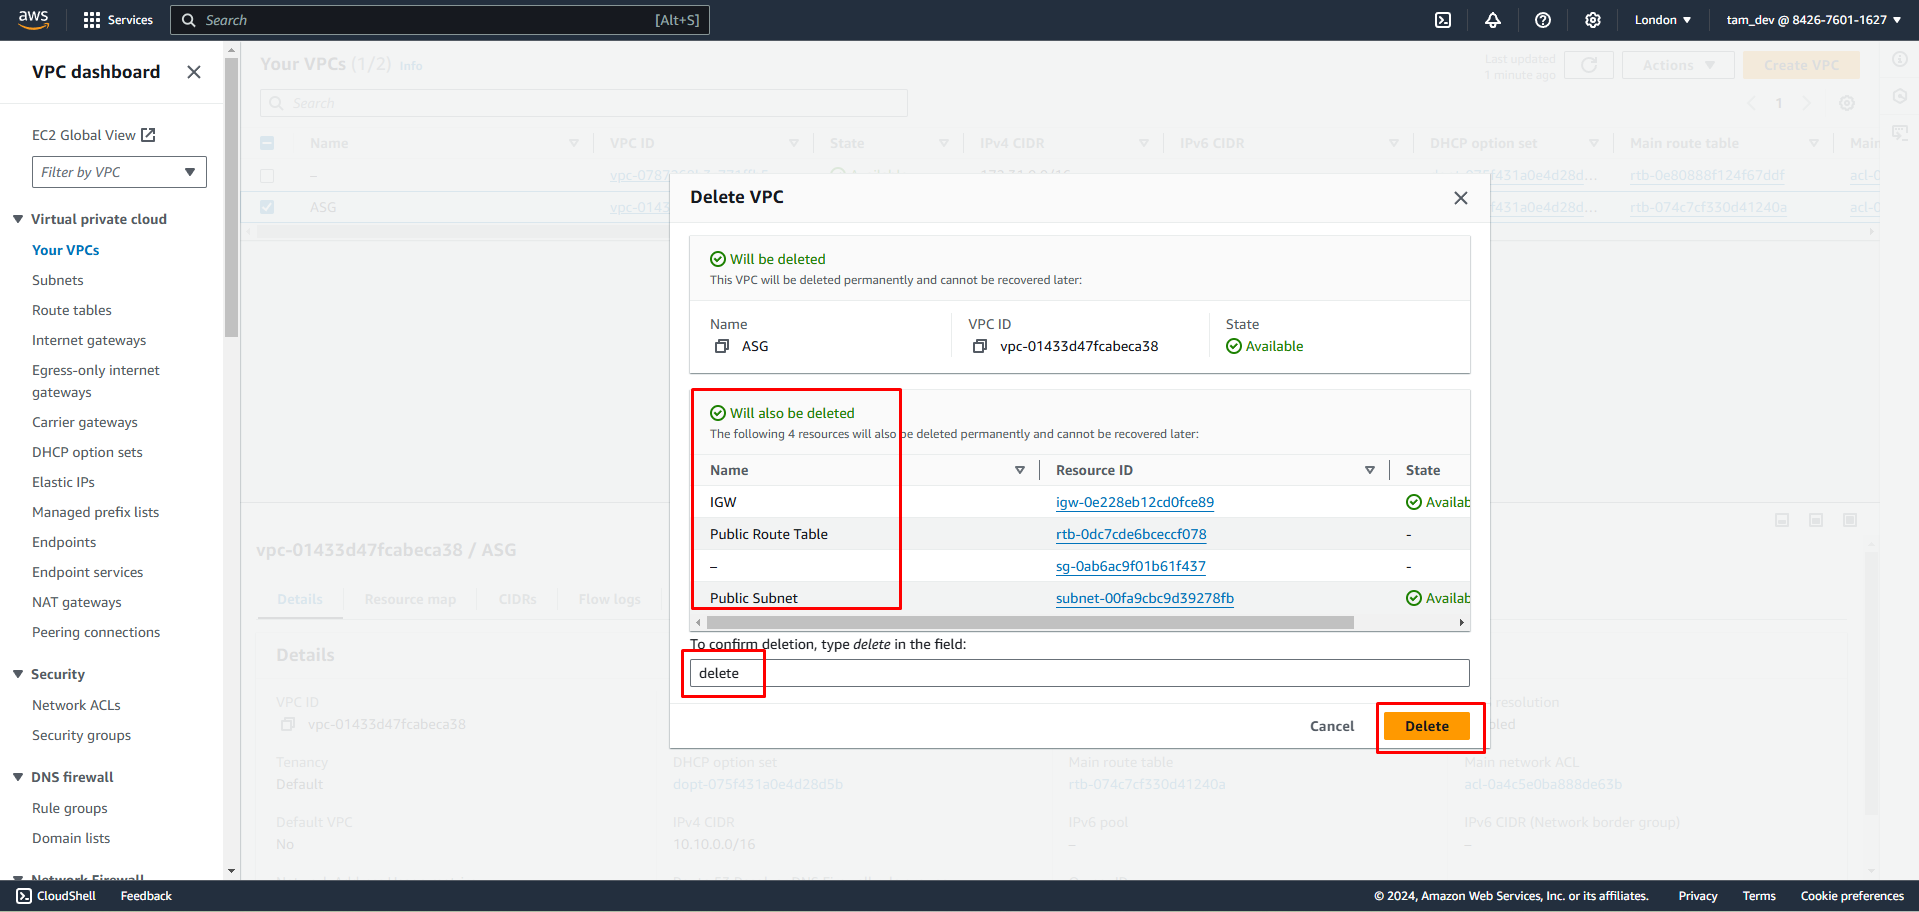 aws
Services
Search
[Alt+S]
London
tam_dev @ 8426-7601-1627
VPC dashboard
EC2 Global View
Filter by VPC
Virtual private cloud
Your VPCs
Subnets
Route tables
Internet gateways
Egress-only internet
gateways
Carrier gateways
DHCP option sets
Elastic IPs
Managed prefix lists
Endpoints
Endpoint services
NAT gateways
Peering connections
Security
Network ACLs
Security groups
DNS firewall
Rule groups
Domain lists
Network Firewall
Your VPCs (1/2) Info
Last updated
1 minute ago
Actions
Create VPC
Search
1
Name VPC ID State IPv4 CIDR IPv6 CIDR DHCP option set Main route table Main
– rtb-0e80888f124f67ddf acl-0
ASG vpc-0143 rtb-074c7cf330d41240a acl-0
Delete VPC
Will be deleted
This VPC will be deleted permanently and cannot be recovered later:
Name VPC ID State
ASG vpc-01433d47fcabeca38 Available
Will also be deleted
The following 4 resources will also be deleted permanently and cannot be recovered later:
Name Resource ID State
IGW igw-0e228eb12cd0fce89 Availab
Public Route Table rtb-0dc7cde6bceccf078 -
– sg-0ab6ac9f01b61f437 -
Public Subnet subnet-00fa9cbc9d39278fb Availab
To confirm deletion, type delete in the field:
delete
Cancel
Delete
vpc-01433d47fcabeca38 / ASG
Details Resource map CIDRs Flow logs
Details
VPC ID
vpc-01433d47fcabeca38
resolution
Tenancy
Default
DHCP option set
dopt-075f431a0e4d28d5b
Main route table
rtb-074c7cf330d41240a
Main network ACL
acl-0a4c5e0ba888de63b
Default VPC
No
IPv4 CIDR
10.10.0.0/16
IPv6 pool
–
IPv6 CIDR (Network border group)
–
CloudShell
Feedback
© 2024, Amazon Web Services, Inc. or its affiliates.
Privacy
Terms
Cookie preferences